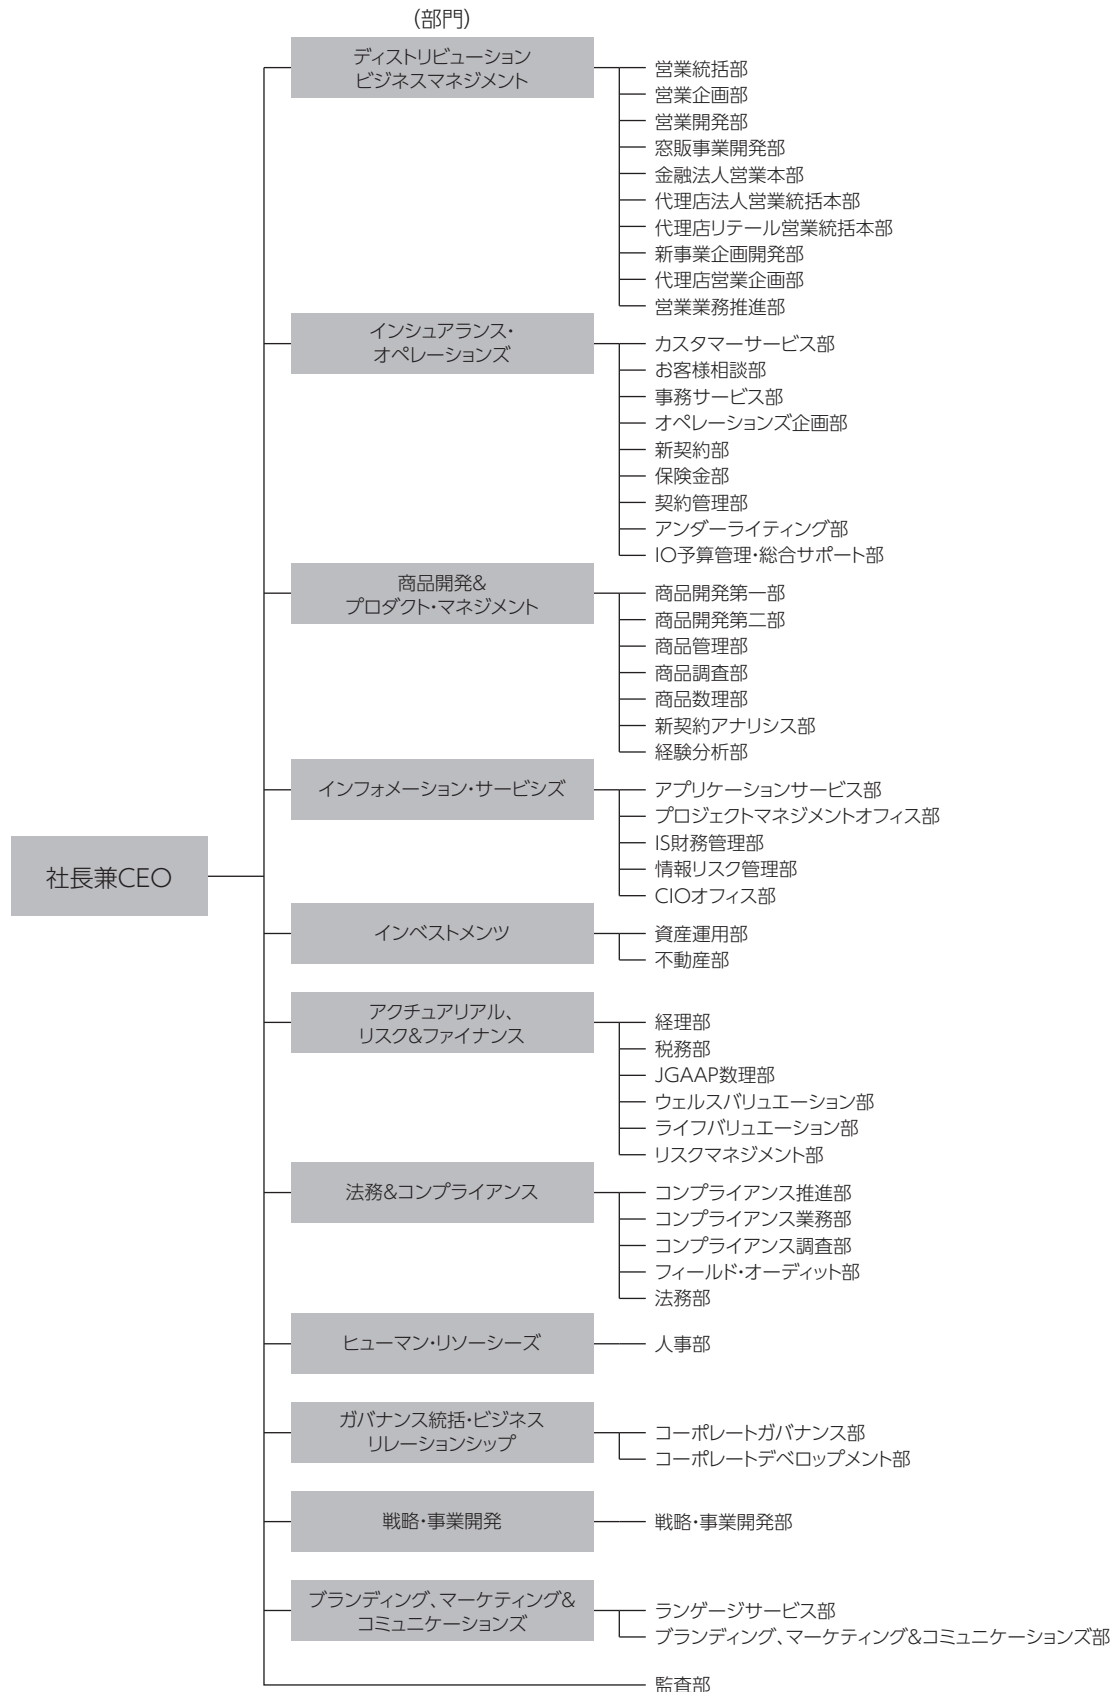 (部門)
ディストリビューション
ビジネスマネジメント
営業統括部
営業企画部
営業開発部
窓販事業開発部
金融法人営業本部
代理店法人営業統括本部
代理店リテール営業統括本部
新事業企画開発部
代理店営業企画部
営業業務推進部
インシュアランス・
オペレーションズ
カスタマーサービス部
お客様相談部
事務サービス部
オペレーションズ企画部
新契約部
保険金部
契約管理部
アンダーライティング部
IO予算管理・総合サポート部
商品開発&
プロダクト・マネジメント
商品開発第一部
商品開発第二部
商品管理部
商品調査部
商品数理部
新契約アナリシス部
経験分析部
インフォメーション・サービシズ
アプリケーションサービス部
プロジェクトマネジメントオフィス部
IS財務管理部
情報リスク管理部
CIOオフィス部
社長兼CEO
インベストメンツ
資産運用部
不動産部
アクチュアリアル、
リスク&ファイナンス
経理部
税務部
JGAAP数理部
ウェルスバリュエーション部
ライフバリュエーション部
リスクマネジメント部
法務&コンプライアンス
コンプライアンス推進部
コンプライアンス業務部
コンプライアンス調査部
フィールド・オーディット部
法務部
ヒューマン・リソーシーズ
人事部
ガバナンス統括・ビジネス
リレーションシップ
コーポレートガバナンス部
コーポレートデベロップメント部
戦略・事業開発
戦略・事業開発部
ブランディング、マーケティング&
コミュニケーションズ
ランゲージサービス部
ブランディング、マーケティング&コミュニケーションズ部
監査部